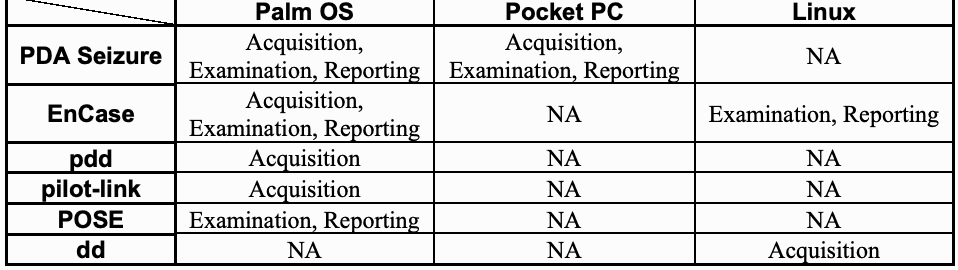 Palm OS Pocket PC Linux
PDA Seizure Acquisition, Examination, Reporting Acquisition, Examination, Reporting NA
EnCase Acquisition, Examination, Reporting NA Examination, Reporting
pdd Acquisition NA NA
pilot-link Acquisition NA NA
POSE Examination, Reporting NA NA
dd NA NA Acquisition